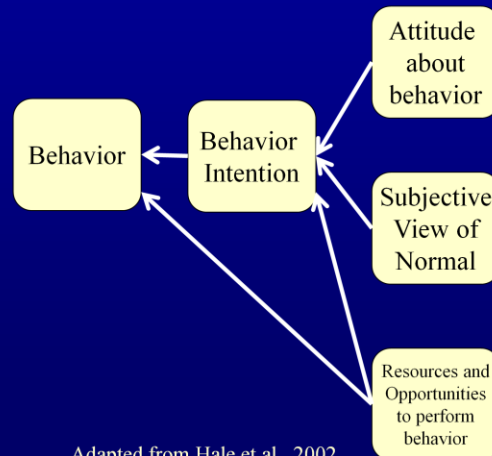 Attitude
about
behavior
Behavior
Behavior
Intention
Subjective
View of
Normal
Resources and
Opportunities
to perform
behavior
Adapted from Hale et al., 2002